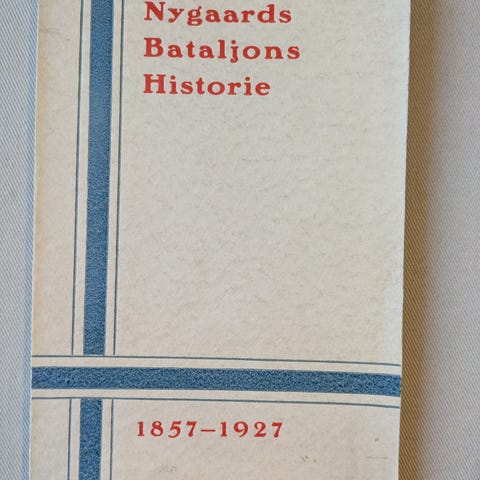 Nygaards
Bataljons
Historie
1857–1927